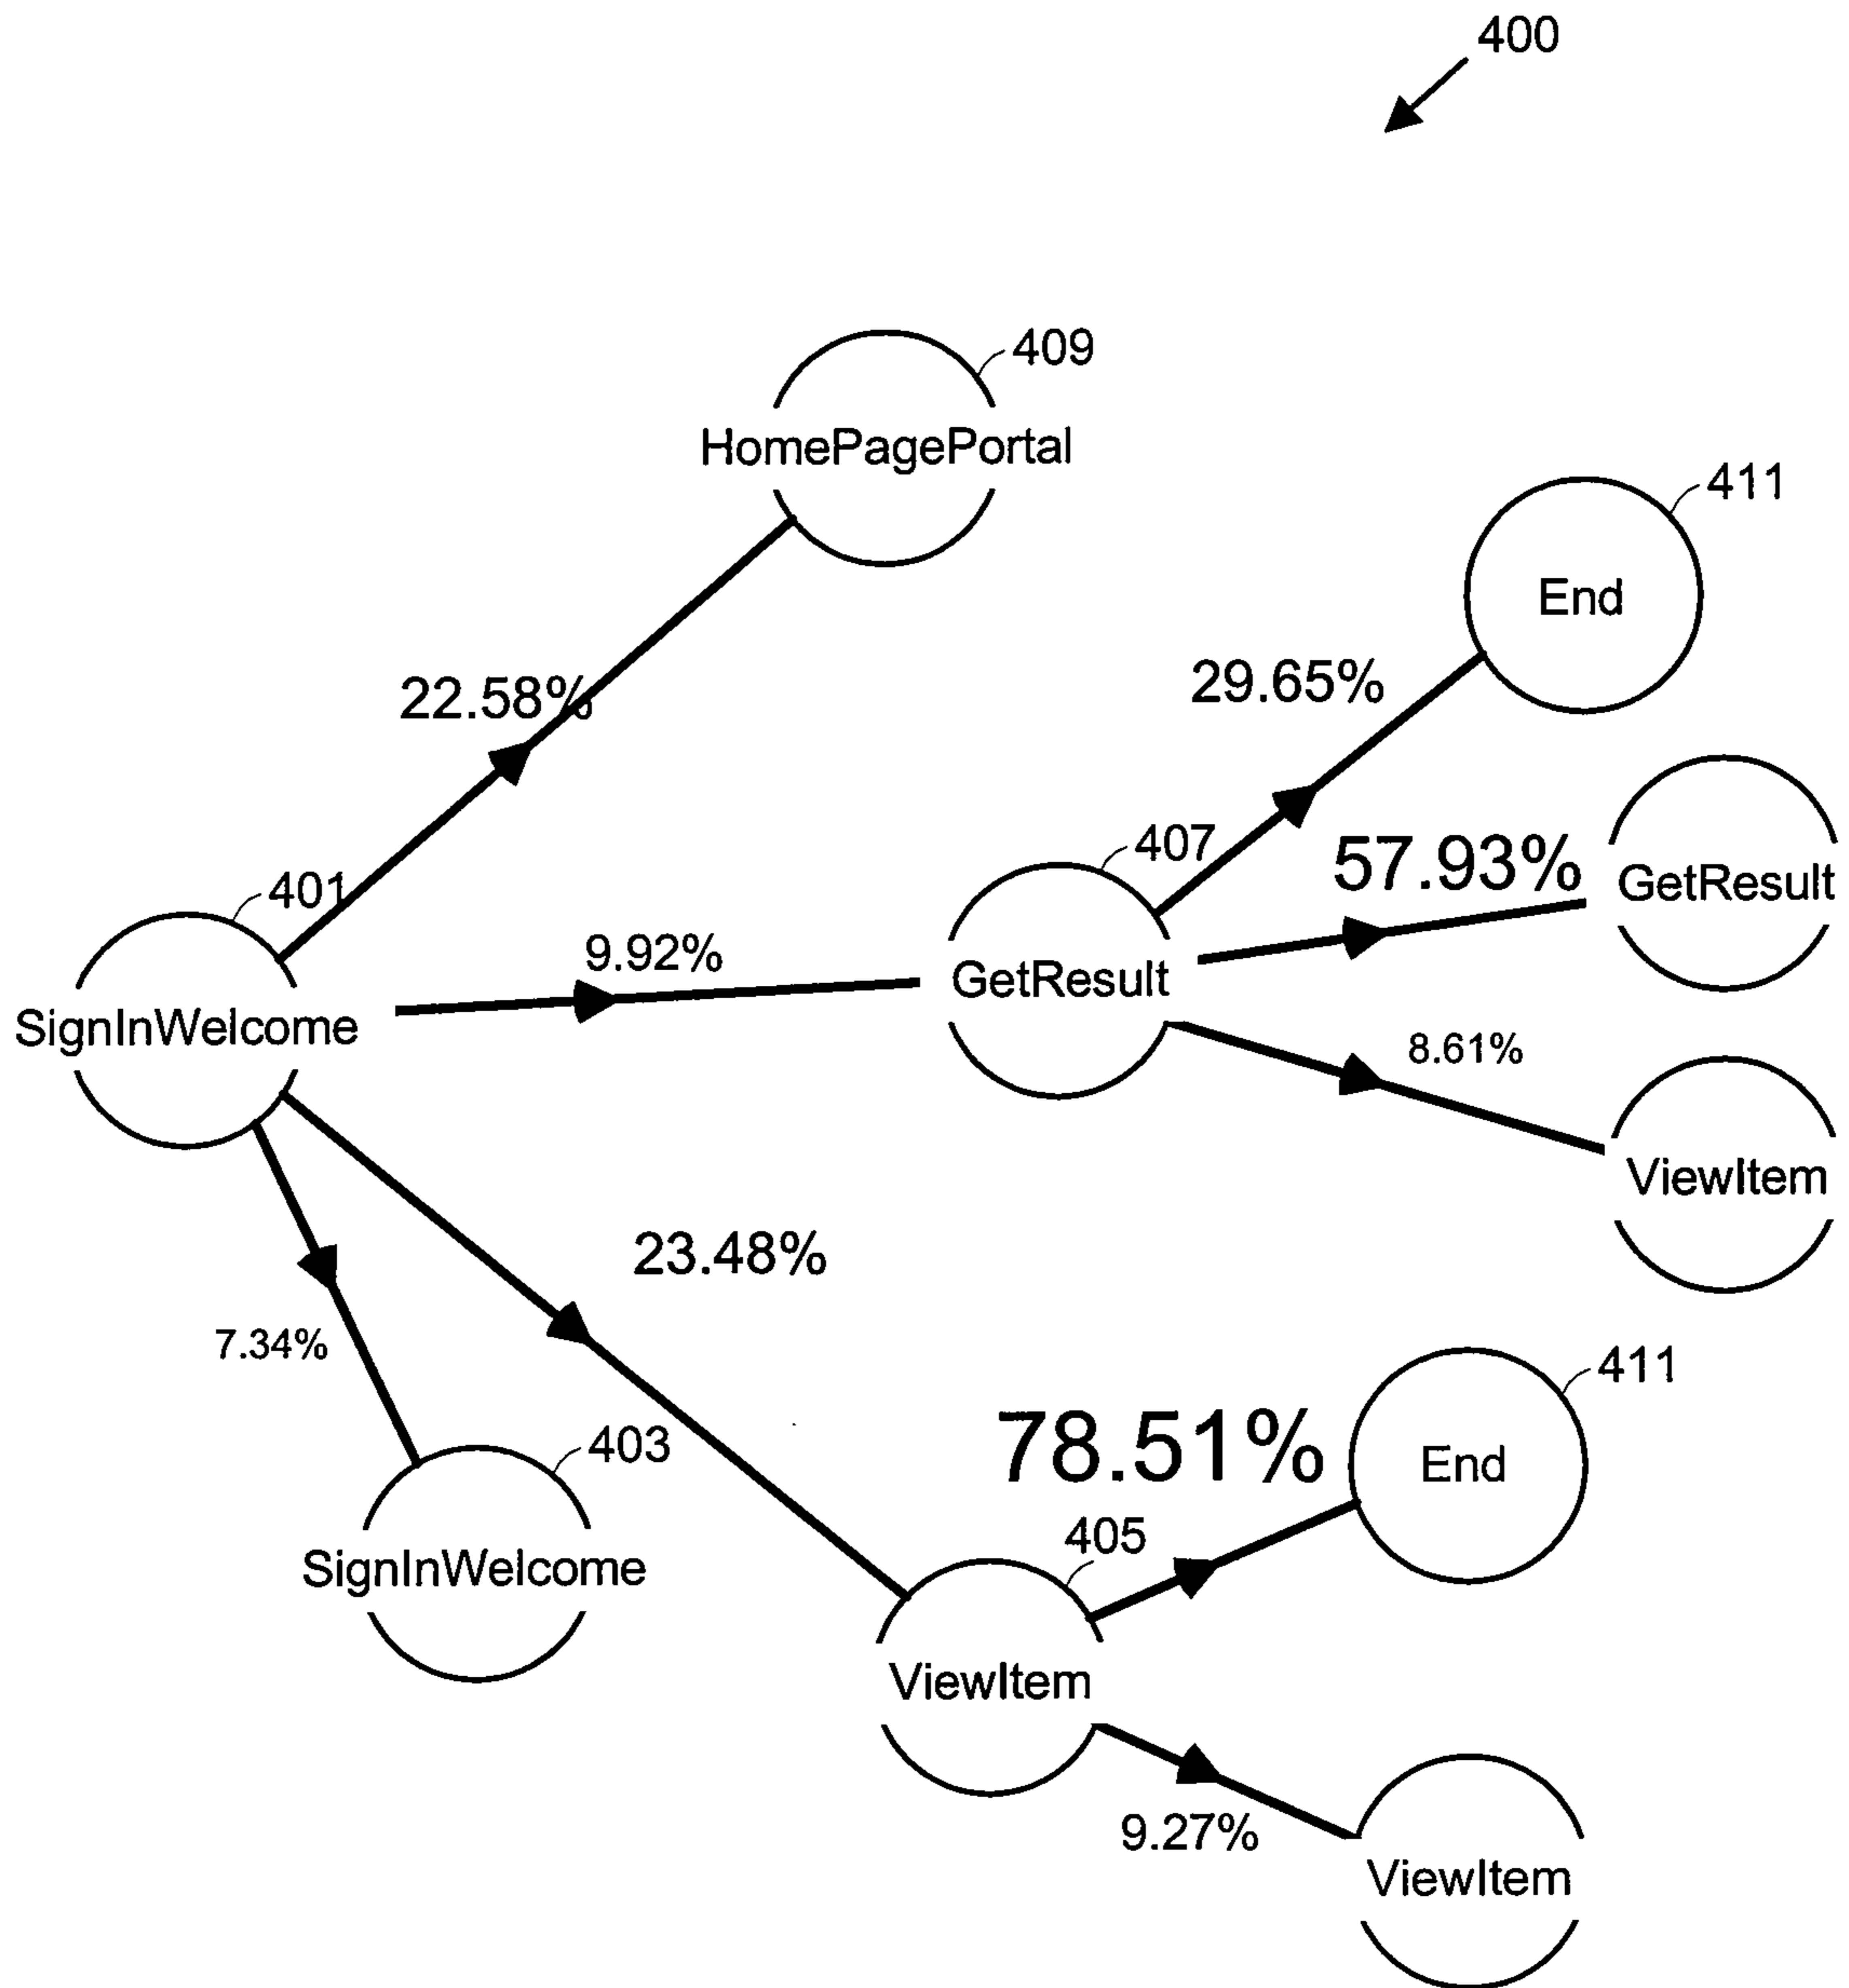 400
409
HomePagePortal
411
End
29.65%
22.58%
407
57.93%
GetResult
401
9.92%
GetResult
SignInWelcome
8.61%
ViewItem
23.48%
7.34%
411
78.51%
End
403
405
SignInWelcome
ViewItem
9.27%
ViewItem